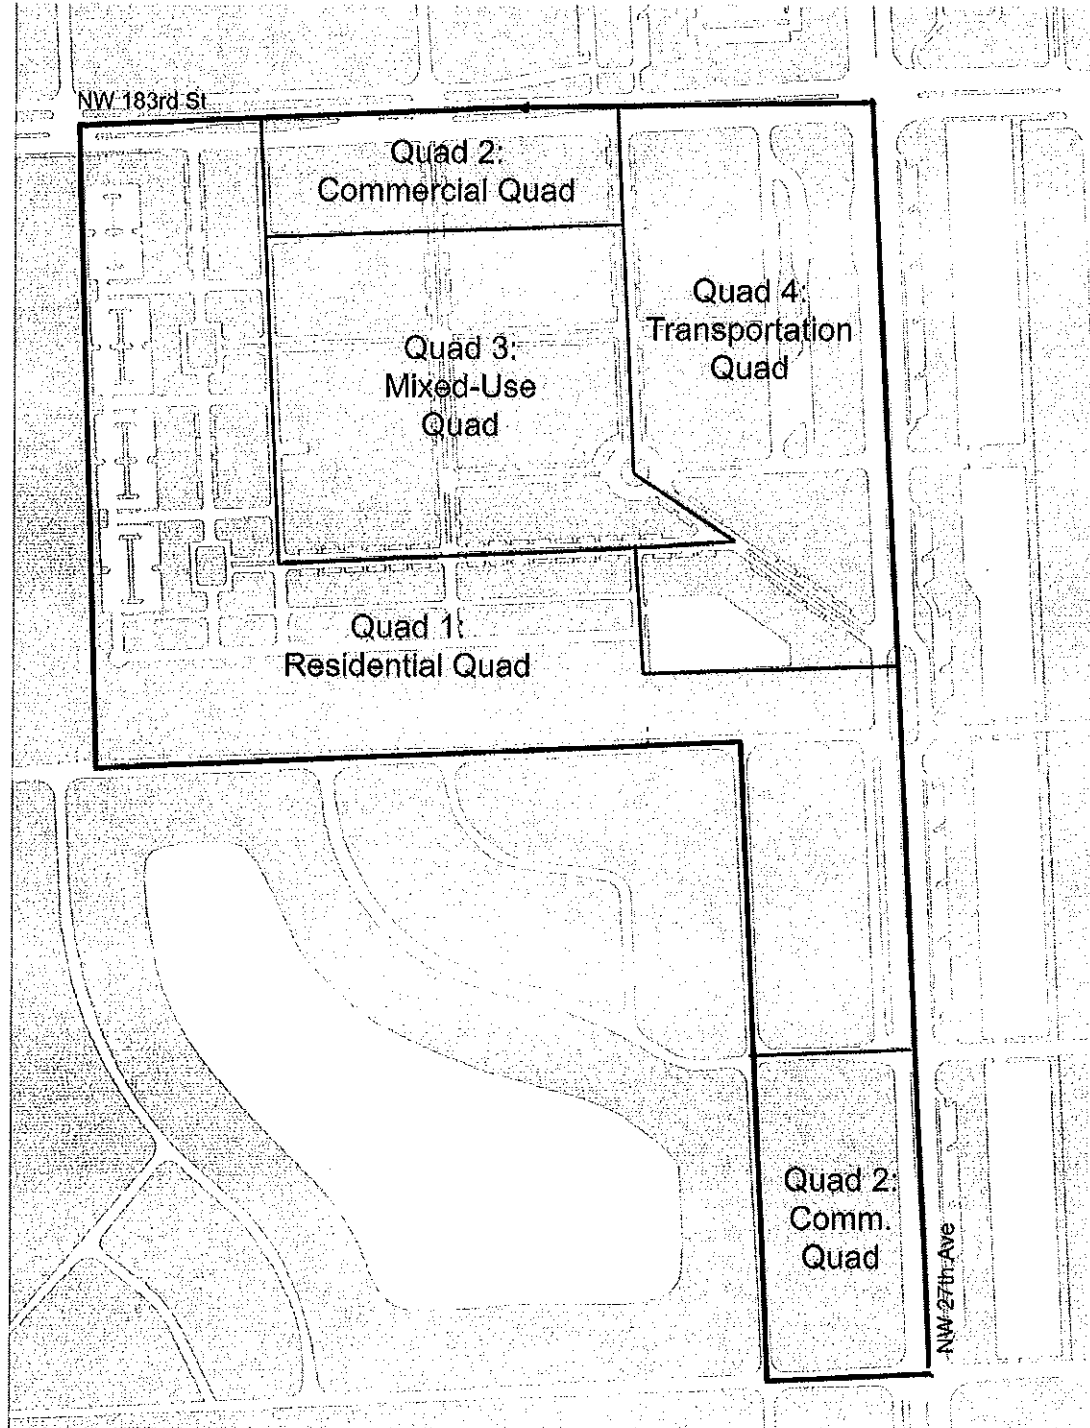 NW 183rd St
Quad 2:
Commercial Quad
Quad 4:
Transportation
Quad
Quad 3:
Mixed-Use
Quad
Quad 1:
Residential Quad
Quad 2:
Comm.
Quad
NW 27th Ave